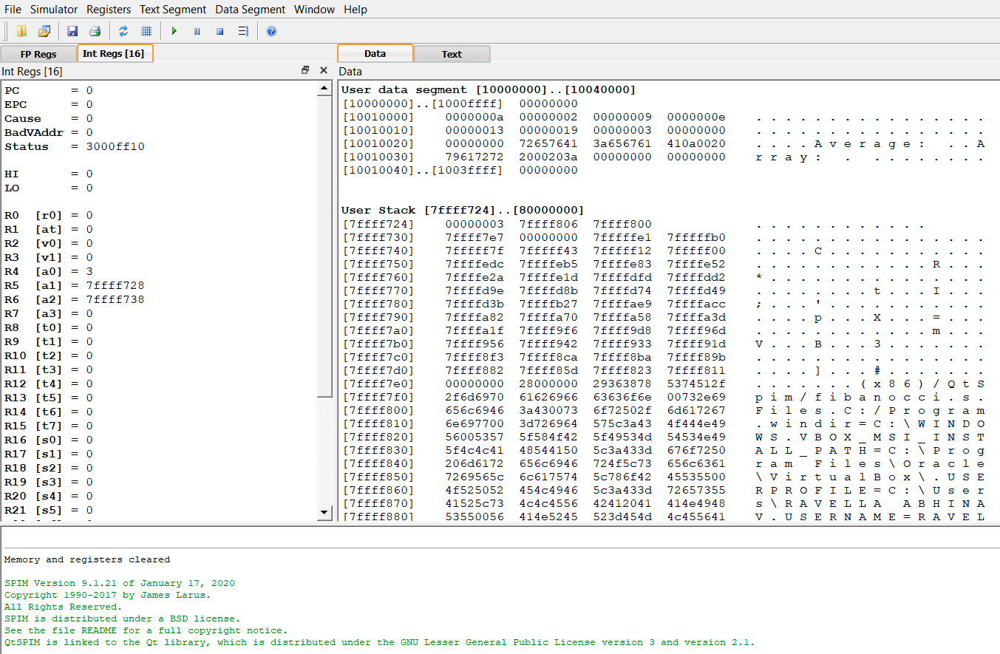 File Simulator Registers Text Segment Data Segment Window Help
FP Regs Int Regs [16]
Int Regs [16]
PC = 0
EPC = 0
Cause = 0
BadVAddr = 0
Status = 3000ff10
HI = 0
LO = 0
R0 [r0] = 0
R1 [at] = 0
R2 [v0] = 0
R3 [v1] = 0
R4 [a0] = 3
R5 [a1] = 7ffff728
R6 [a2] = 7ffff738
R7 [a3] = 0
R8 [t0] = 0
R9 [t1] = 0
R10 [t2] = 0
R11 [t3] = 0
R12 [t4] = 0
R13 [t5] = 0
R14 [t6] = 0
R15 [t7] = 0
R16 [s0] = 0
R17 [s1] = 0
R18 [s2] = 0
R19 [s3] = 0
R20 [s4] = 0
R21 [s5] = 0
Data Text
Data
User data segment [10000000]..[10040000]
[10000000]..[1000ffff] 00000000
[10010000] 0000000a 00000002 00000009 0000000e . . . . . . . . . . . . . . . .
[10010010] 00000013 00000019 00000003 00000000 . . . . . . . . . . . . . . . .
[10010020] 00000000 72657641 3a656761 410a0020 . . . . A v e r a g e : . . A
[10010030] 79617272 2000203a 00000000 00000000 r r a y : . . . . . . . . .
[10010040]..[1003ffff] 00000000
User Stack [7ffff724]..[80000000]
[7ffff724] 00000003 7ffff806 7ffff800 . . . . . . . . . . . .
[7ffff730] 7ffff7e7 00000000 7fffffe1 7fffffb0 . . . . . . . . . . . . . . . .
[7ffff740] 7fffff7f 7fffff43 7fffff12 7fffff00 . . . . C . . . . . . . . . . .
[7ffff750] 7ffffedc 7ffffeb5 7ffffe83 7ffffe52 . . . . . . . . . . . . R . . .
[7ffff760] 7ffffe2a 7ffffe1d 7ffffdfd 7ffffdd2 * . . . . . . . . . . . . . . .
[7ffff770] 7ffffd9e 7ffffd8b 7ffffd74 7ffffd49 . . . . . . . . t . . . I . . .
[7ffff780] 7ffffd3b 7ffffb27 7ffffae9 7ffffacc ; . . . ' . . . . . . . . . . .
[7ffff790] 7ffffa82 7ffffa70 7ffffa58 7ffffa3d . . . . p . . . X . . . = . . .
[7ffff7a0] 7ffffa1f 7ffff9f6 7ffff9d8 7ffff96d . . . . . . . . . . . . m . . .
[7ffff7b0] 7ffff956 7ffff942 7ffff933 7ffff91d V . . . B . . . 3 . . . . . . .
[7ffff7c0] 7ffff8f3 7ffff8ca 7ffff8ba 7ffff89b . . . . . . . . . . . . . . . .
[7ffff7d0] 7ffff882 7ffff85d 7ffff823 7ffff811 . . . . ] . . . # . . . . . . .
[7ffff7e0] 00000000 28000000 29363878 5374512f . . . . . . . ( x 8 6 ) / Q t S
[7ffff7f0] 2f6d6970 61626966 63636f6e 00732e69 p i m / f i b a n o c c i . s .
[7ffff800] 656c6946 3a430073 6f72502f 6d617267 F i l e s . C : / P r o g r a m
[7ffff810] 6e697700 3d726964 575c3a43 4f444e49 . w i n d i r = C : \ W I N D O
[7ffff820] 56005357 5f584f42 5f49534d 54534e49 W S . V B O X _ M S I _ I N S T
[7ffff830] 5f4c4c41 48544150 5c3a433d 676f7250 A L L _ P A T H = C : \ P r o g
[7ffff840] 206d6172 656c6946 724f5c73 656c6361 r a m F i l e s \ O r a c l e
[7ffff850] 7269565c 6c617574 5c786f42 45535500 \ V i r t u a l B o x \ . U S E
[7ffff860] 4f525052 454c4946 5c3a433d 72657355 R P R O F I L E = C : \ U s e r
[7ffff870] 41525c73 4c4c4556 42412041 414e4948 s \ R A V E L L A A B H I N A
[7ffff880] 53550056 414e5245 523d454d 4c455641 V . U S E R N A M E = R A V E L
Memory and registers cleared
SPIM Version 9.1.21 of January 17, 2020
Copyright 1990-2017 by James Larus.
All Rights Reserved.
SPIM is distributed under a BSD license.
See the file README for a full copyright notice.
QtSPIM is linked to the Qt library, which is distributed under the GNU Lesser General Public License version 3 and version 2.1.